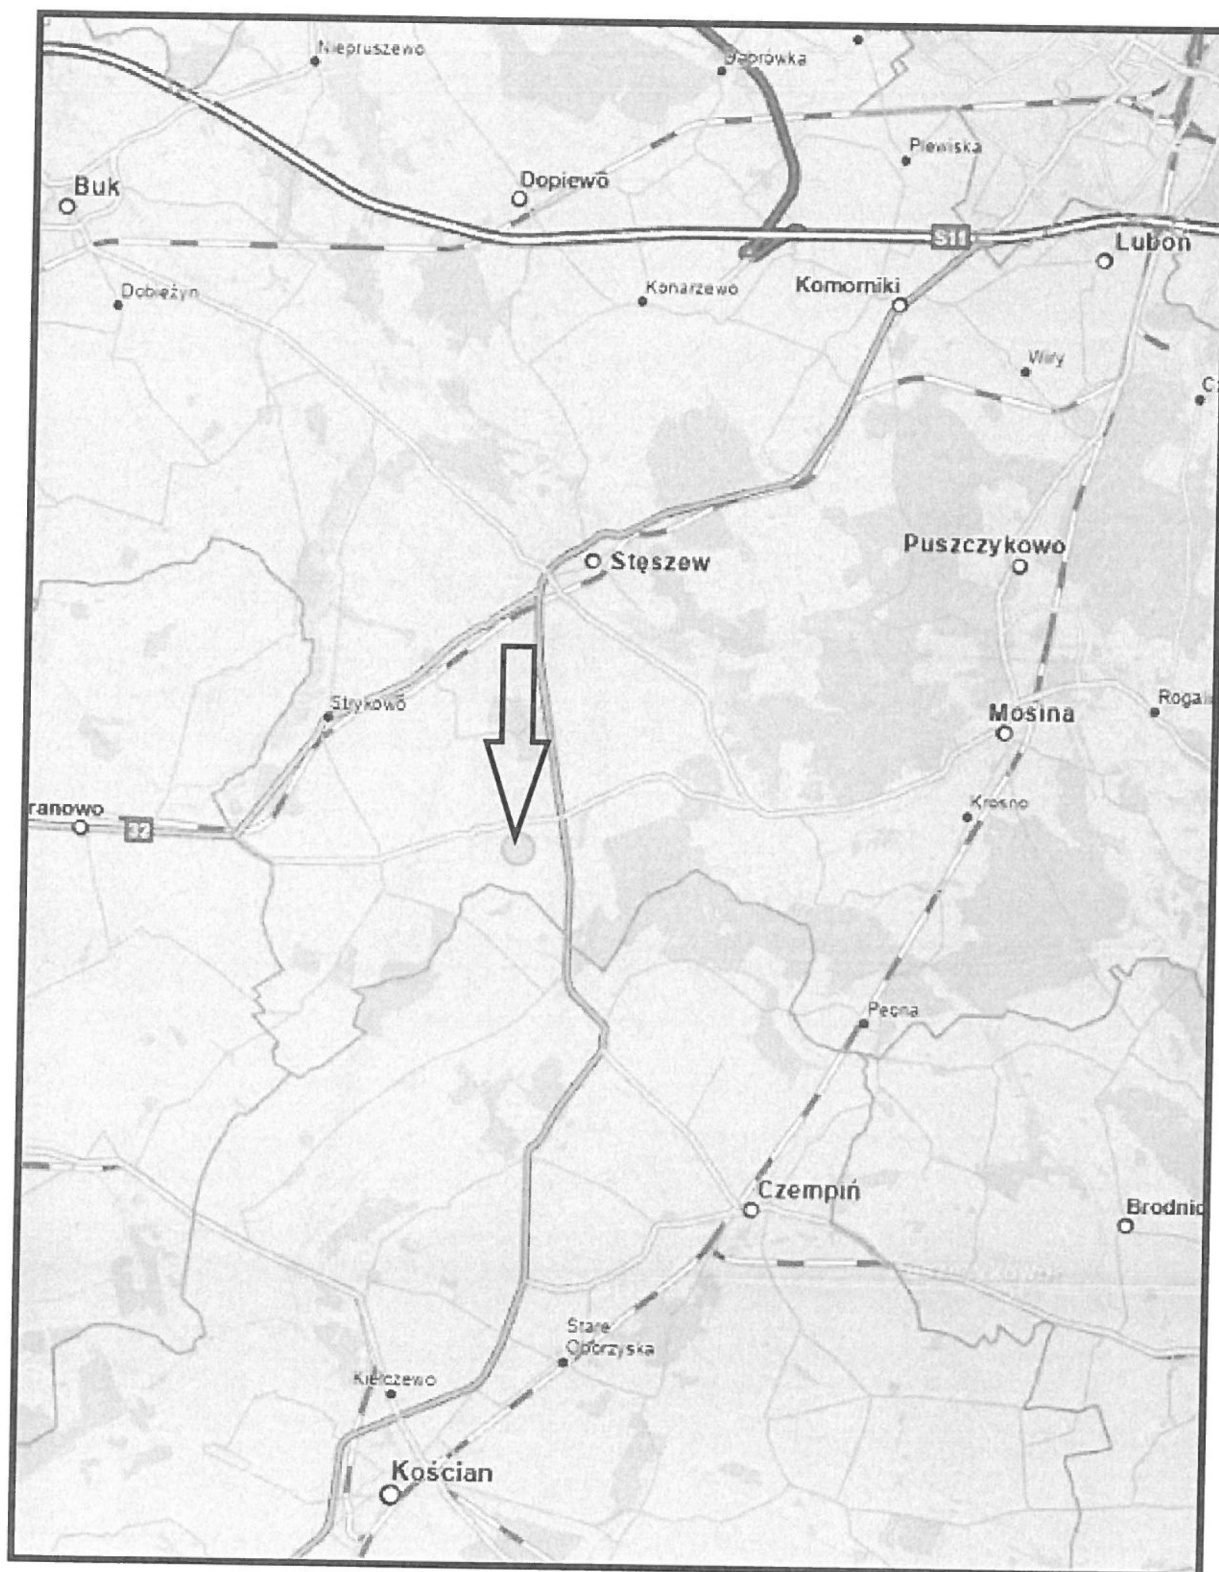 Niepruszewo
Dąbrówka
Plewiska
Buk
Dopiewo
S11
Luboń
Dobieżyn
Konarzewo
Komorniki
Wiry
Stęszew
Puszczykowo
Strykowo
Mosina
Rogali
ranowo
32
Krosno
Pecna
Czempiń
Brodnic
Stare
Oborzyska
Kiełczewo
Kościan